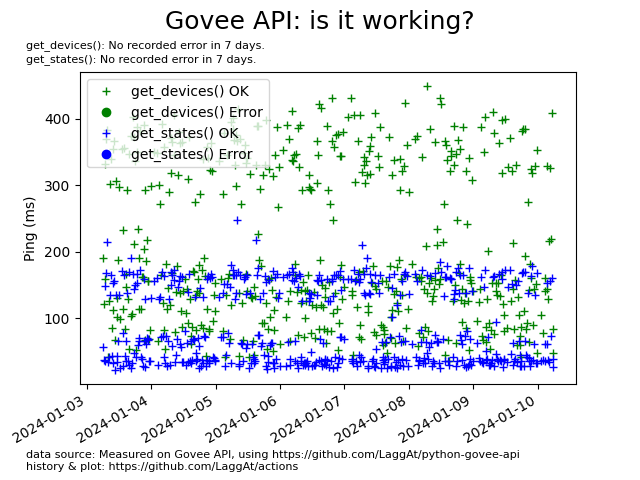 Govee API: is it working?
get_devices(): No recorded error in 7 days.
get_states(): No recorded error in 7 days.
get_devices() OK
get_devices() Error
get_states() OK
get_states() Error
Ping (ms)
400
300
200
100
2024-01-03
2024-01-04
2024-01-05
2024-01-06
2024-01-07
2024-01-08
2024-01-09
2024-01-10
data source: Measured on Govee API, using https://github.com/LaggAt/python-govee-api
history & plot: https://github.com/LaggAt/actions